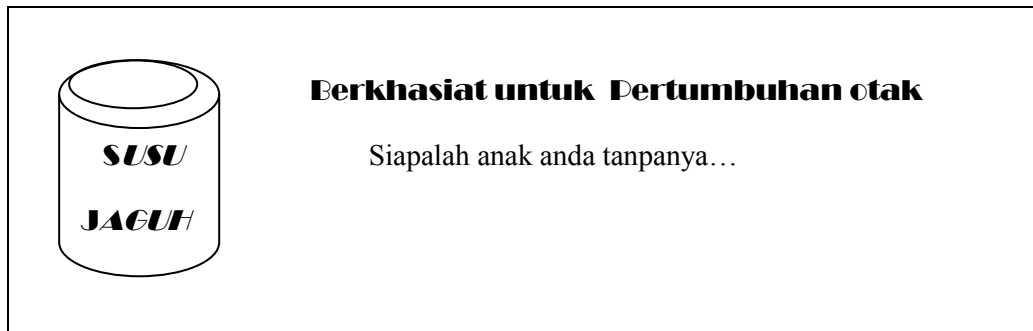 Berkhasiat untuk Pertumbuhan otak
Siapalah anak anda tanpanya…
SUSU
JAGUH